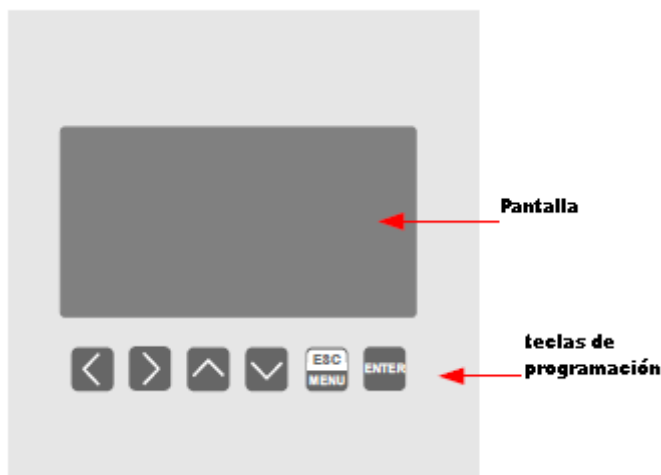 Pantalla
ESC
MENU
ENTER
teclas de
programación